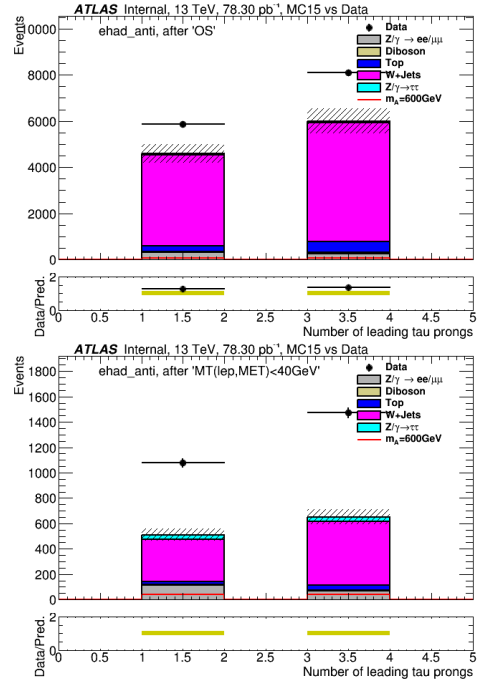 ATLAS Internal, 13 TeV, 78.30 pb⁻¹, MC15 vs Data
Events
ehad_anti, after 'OS'
Data
Z/γ → ee/μμ
Diboson
Top
W+Jets
Z/γ→ττ
m_A=600GeV
10000
8000
6000
4000
2000
0
Data/Pred.
2
0
0 0.5 1 1.5 2 2.5 3 3.5 4 4.5 5
Number of leading tau prongs
ATLAS Internal, 13 TeV, 78.30 pb⁻¹, MC15 vs Data
Events
ehad_anti, after 'MT(lep,MET)<40GeV'
Data
Z/γ → ee/μμ
Diboson
Top
W+Jets
Z/γ→ττ
m_A=600GeV
1800
1600
1400
1200
1000
800
600
400
200
0
Data/Pred.
2
0
0 0.5 1 1.5 2 2.5 3 3.5 4 4.5 5
Number of leading tau prongs